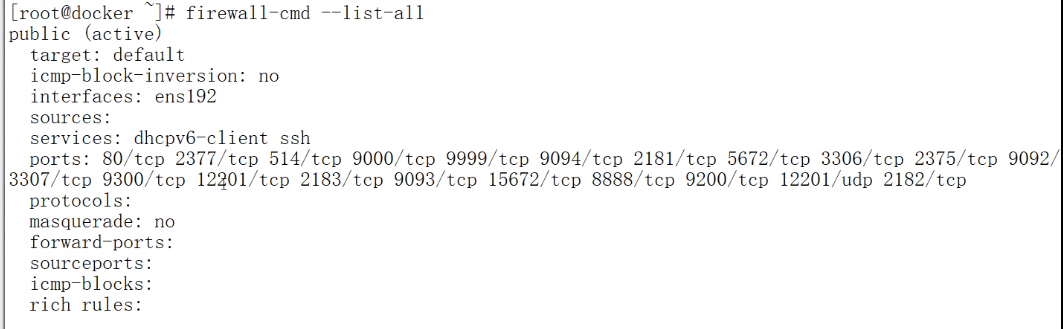 [root@docker ~]# firewall-cmd --list-all
public (active)
  target: default
  icmp-block-inversion: no
  interfaces: ens192
  sources:
  services: dhcpv6-client ssh
  ports: 80/tcp 2377/tcp 514/tcp 9000/tcp 9999/tcp 9094/tcp 2181/tcp 5672/tcp 3306/tcp 2375/tcp 9092/
3307/tcp 9300/tcp 12201/tcp 2183/tcp 9093/tcp 15672/tcp 8888/tcp 9200/tcp 12201/udp 2182/tcp
  protocols:
  masquerade: no
  forward-ports:
  sourceports:
  icmp-blocks:
  rich rules: